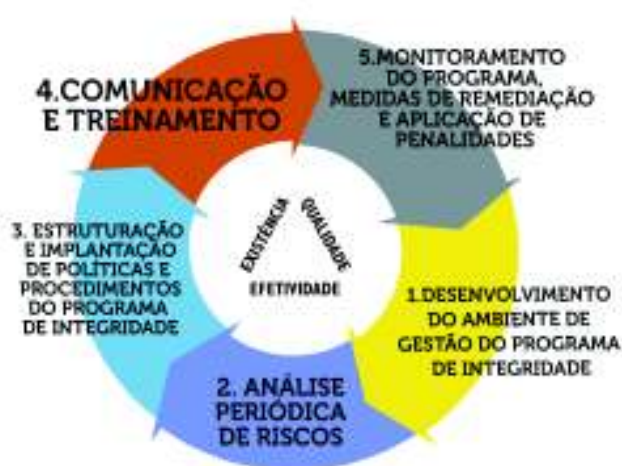 4.COMUNICAÇÃO
E TREINAMENTO
5.MONITORAMENTO
DO PROGRAMA,
MEDIDAS DE REMEDIAÇÃO
E APLICAÇÃO DE
PENALIDADES
3. ESTRUTURAÇÃO
E IMPLANTAÇÃO
DE POLÍTICAS E
PROCEDIMENTOS
DO PROGRAMA
DE INTEGRIDADE
EXISTÊNCIA
QUALIDADE
EFETIVIDADE
1.DESENVOLVIMENTO
DO AMBIENTE DE
GESTÃO DO PROGRAMA
DE INTEGRIDADE
2. ANÁLISE
PERIÓDICA
DE RISCOS